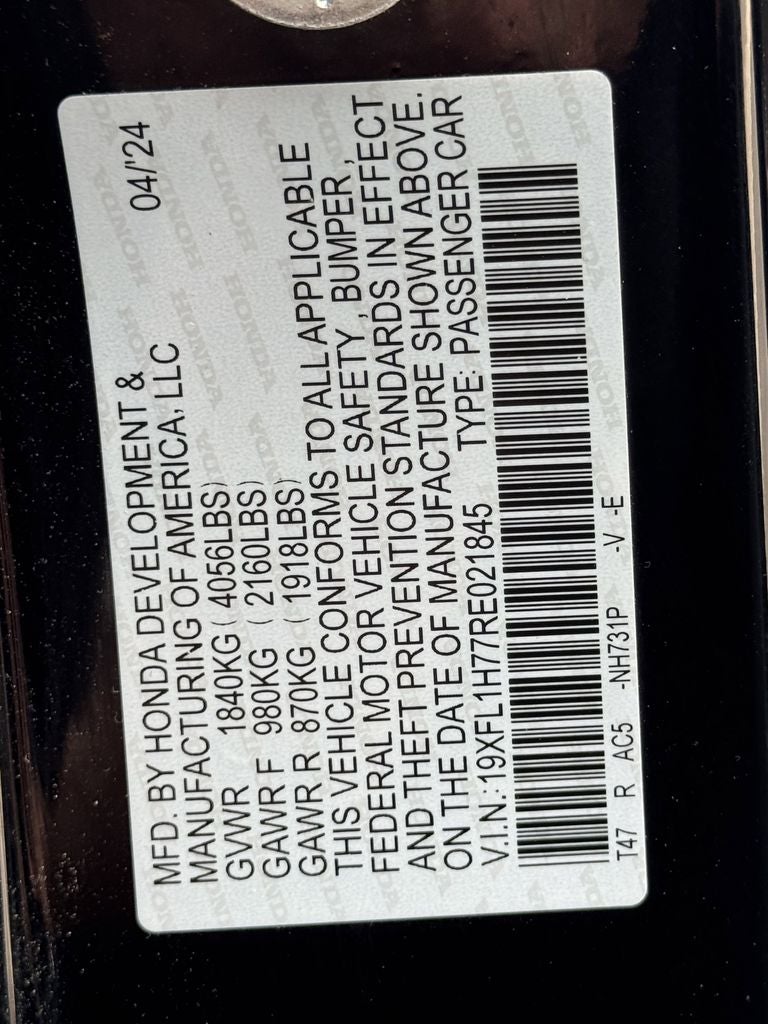 MFD. BY HONDA DEVELOPMENT & 04/'24
MANUFACTURING OF AMERICA, LLC
GVWR 1840KG ( 4056LBS)
GAWR F 980KG ( 2160LBS)
GAWR R 870KG ( 1918LBS)
THIS VEHICLE CONFORMS TO ALL APPLICABLE
FEDERAL MOTOR VEHICLE SAFETY , BUMPER ,
AND THEFT PREVENTION STANDARDS IN EFFECT
ON THE DATE OF MANUFACTURE SHOWN ABOVE.
V.I.N.:19XFL1H77RE021845 TYPE: PASSENGER CAR
T47 R AC5 -NH731P -V -E